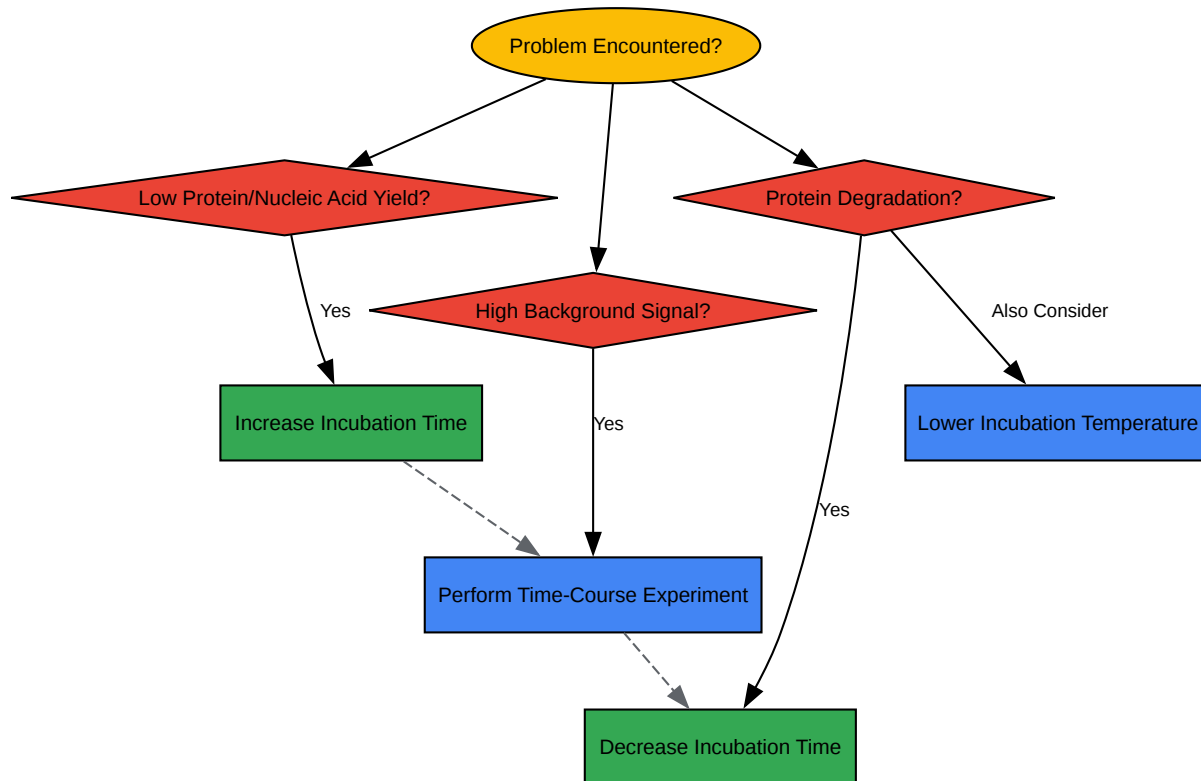 Problem Encountered?
Low Protein/Nucleic Acid Yield?
Protein Degradation?
High Background Signal?
Yes
Also Consider
Increase Incubation Time
Yes
Lower Incubation Temperature
Yes
Perform Time-Course Experiment
Decrease Incubation Time